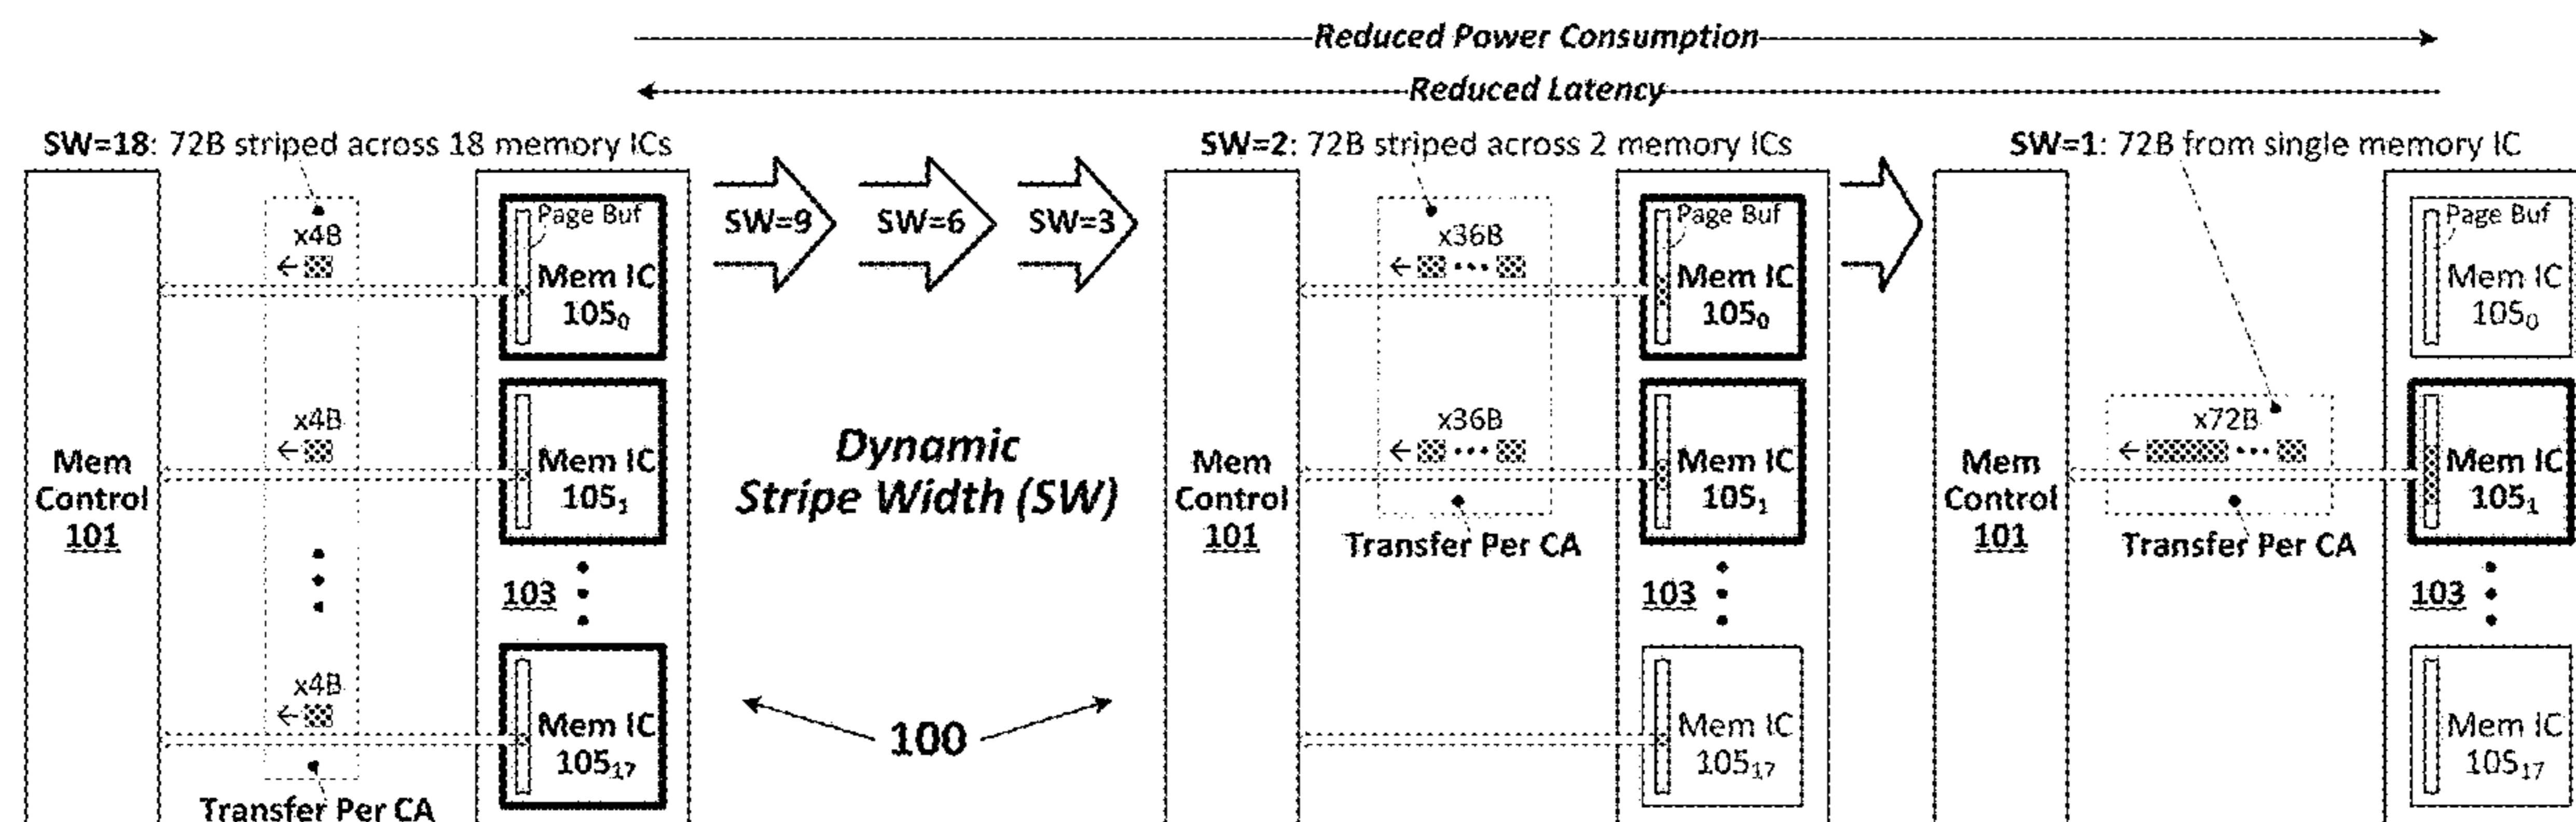 Reduced Power Consumption
Reduced Latency
SW=18: 72B striped across 18 memory ICs
Mem
Control
101
x4B
x4B
x4B
Transfer Per CA
Page Buf
Mem IC
105₀
Mem IC
105₁
103
Mem IC
105₁₇
SW=9
SW=6
SW=3
Dynamic
Stripe Width (SW)
100
SW=2: 72B striped across 2 memory ICs
Mem
Control
101
x36B
x36B
Transfer Per CA
Page Buf
Mem IC
105₀
Mem IC
105₁
103
Mem IC
105₁₇
SW=1: 72B from single memory IC
Mem
Control
101
x72B
Transfer Per CA
Page Buf
Mem IC
105₀
Mem IC
105₁
103
Mem IC
105₁₇